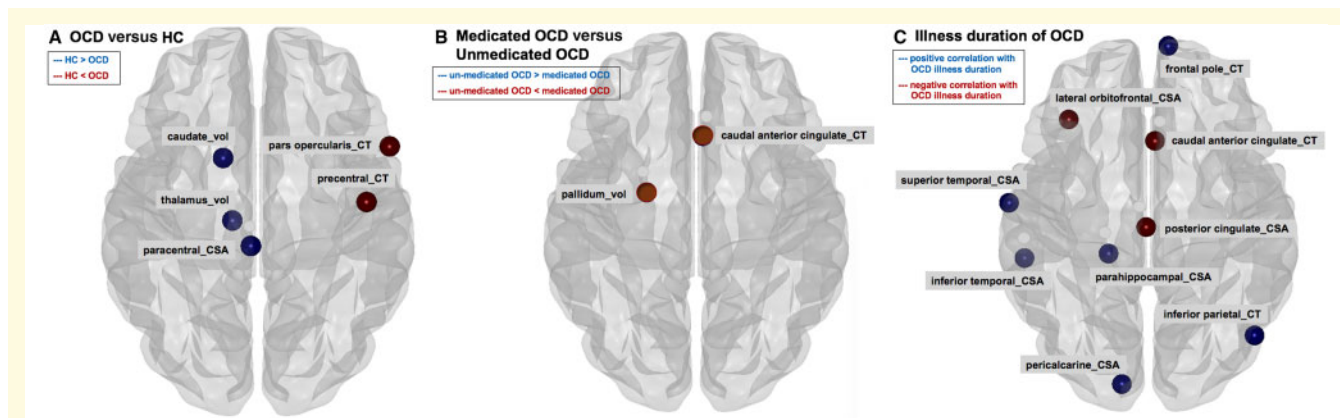 A OCD versus HC
--- HC > OCD
--- HC < OCD
caudate_vol
pars opercularis_CT
precentral_CT
thalamus_vol
paracentral_CSA
B Medicated OCD versus
Unmedicated OCD
--- un-medicated OCD > medicated OCD
--- un-medicated OCD < medicated OCD
caudal anterior cingulate_CT
pallidum_vol
C Illness duration of OCD
--- positive correlation with
OCD illness duration
--- negative correlation with
OCD illness duration
frontal pole_CT
lateral orbitofrontal_CSA
caudal anterior cingulate_CT
superior temporal_CSA
posterior cingulate_CSA
inferior temporal_CSA
parahippocampal_CSA
inferior parietal_CT
pericalcarine_CSA